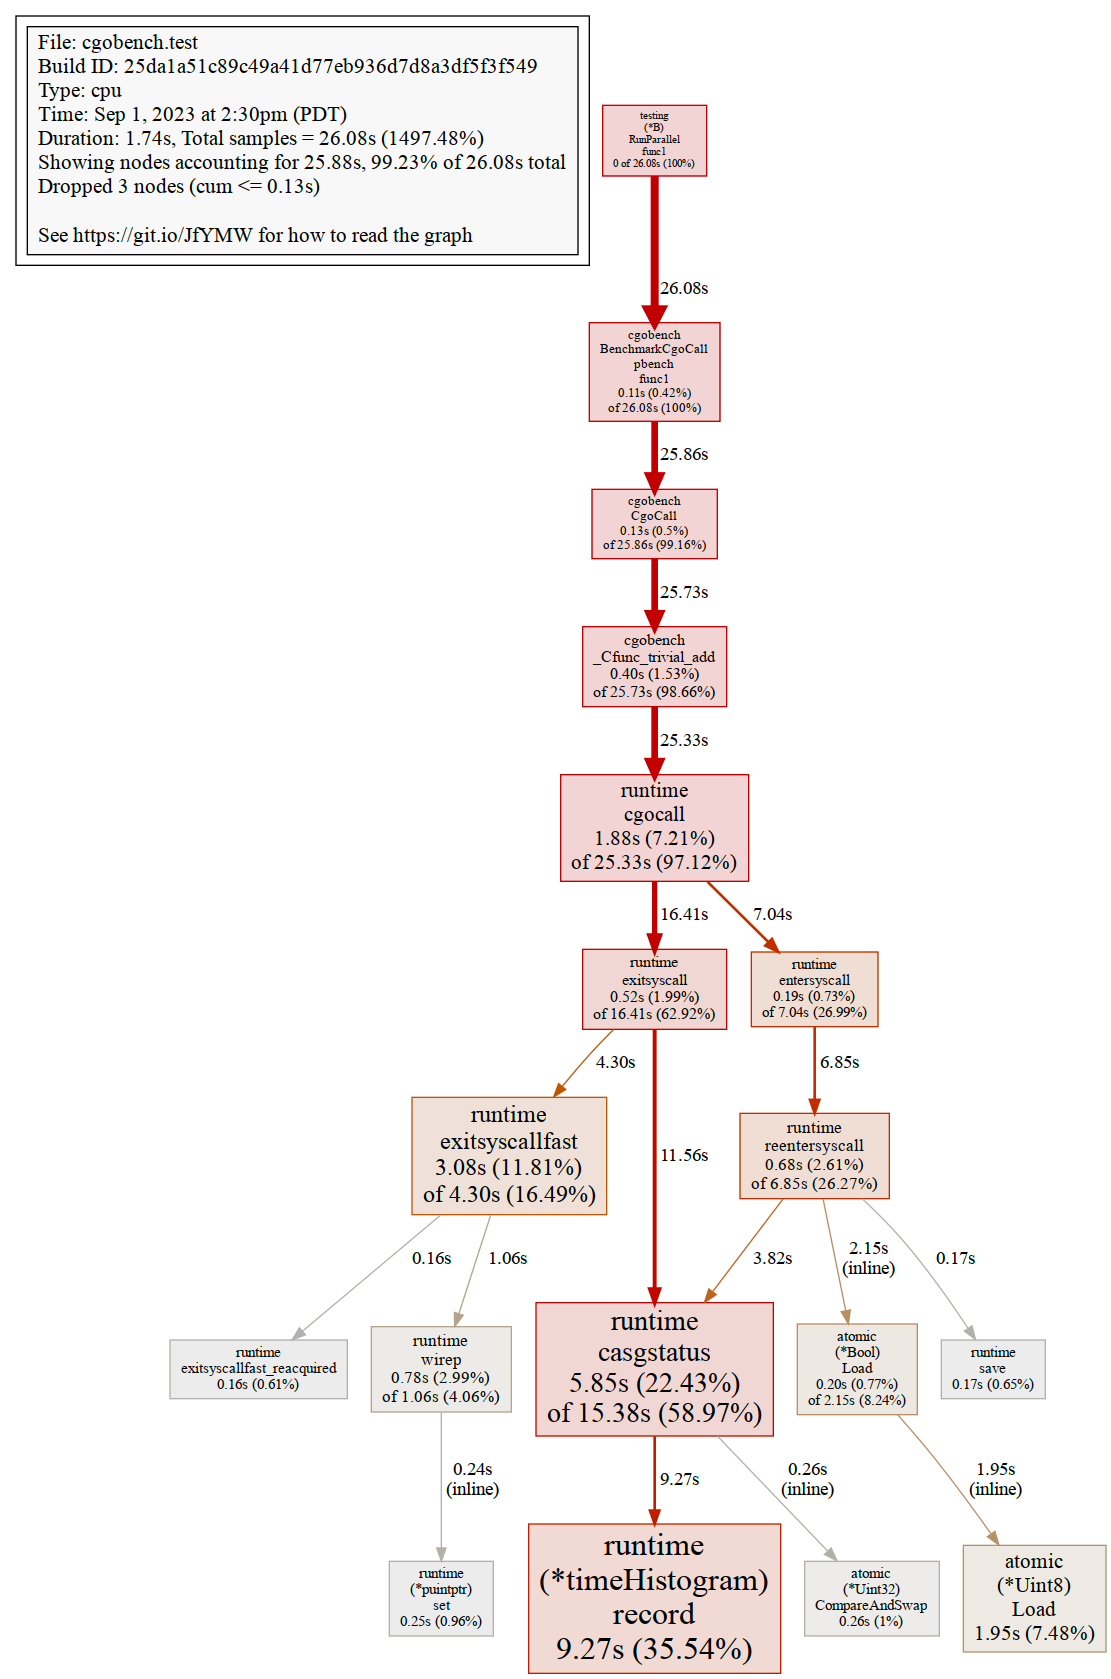 File: cgobench.test
Build ID: 25da1a51c89c49a41d77eb936d7d8a3df5f3f549
Type: cpu
Time: Sep 1, 2023 at 2:30pm (PDT)
Duration: 1.74s, Total samples = 26.08s (1497.48%)
Showing nodes accounting for 25.88s, 99.23% of 26.08s total
Dropped 3 nodes (cum <= 0.13s)
See https://git.io/JfYMW for how to read the graph
testing
(*B)
RunParallel
func1
0 of 26.08s (100%)
26.08s
cgobench
BenchmarkCgoCall
pbench
func1
0.11s (0.42%)
of 26.08s (100%)
25.86s
cgobench
CgoCall
0.13s (0.5%)
of 25.86s (99.16%)
25.73s
cgobench
_Cfunc_trivial_add
0.40s (1.53%)
of 25.73s (98.66%)
25.33s
runtime
cgocall
1.88s (7.21%)
of 25.33s (97.12%)
16.41s
7.04s
runtime
exitsyscall
0.52s (1.99%)
of 16.41s (62.92%)
runtime
entersyscall
0.19s (0.73%)
of 7.04s (26.99%)
4.30s
6.85s
runtime
exitsyscallfast
3.08s (11.81%)
of 4.30s (16.49%)
11.56s
runtime
reentersyscall
0.68s (2.61%)
of 6.85s (26.27%)
0.16s
1.06s
3.82s
2.15s
(inline)
0.17s
runtime
exitsyscallfast_reacquired
0.16s (0.61%)
runtime
wirep
0.78s (2.99%)
of 1.06s (4.06%)
runtime
casgstatus
5.85s (22.43%)
of 15.38s (58.97%)
atomic
(*Bool)
Load
0.20s (0.77%)
of 2.15s (8.24%)
runtime
save
0.17s (0.65%)
0.24s
(inline)
9.27s
0.26s
(inline)
1.95s
(inline)
runtime
(*puintptr)
set
0.25s (0.96%)
runtime
(*timeHistogram)
record
9.27s (35.54%)
atomic
(*Uint32)
CompareAndSwap
0.26s (1%)
atomic
(*Uint8)
Load
1.95s (7.48%)